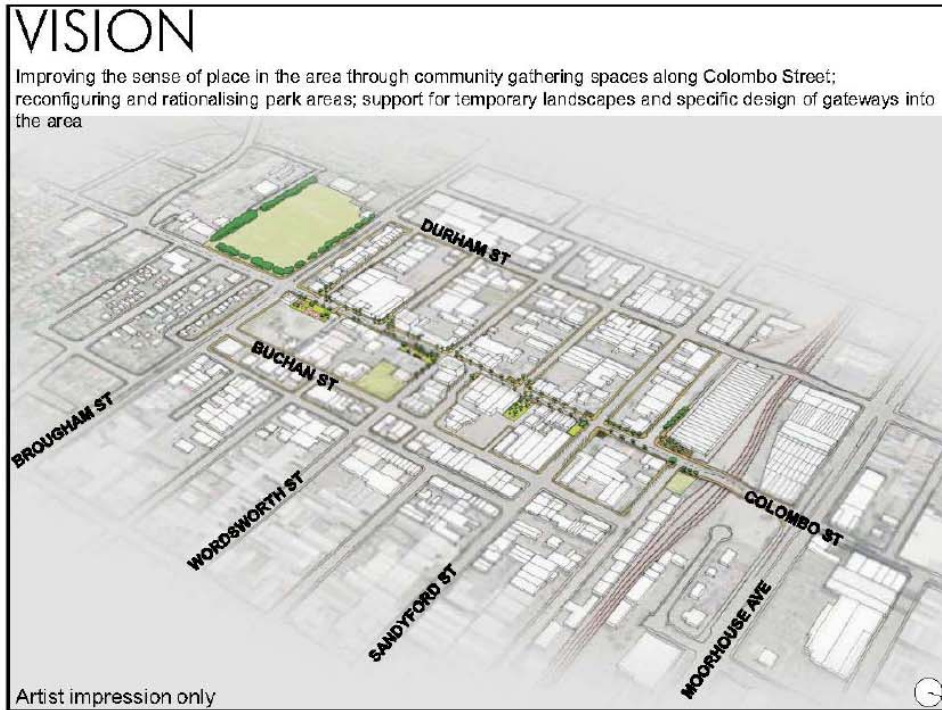 VISION
Improving the sense of place in the area through community gathering spaces along Colombo Street;
reconfiguring and rationalising park areas; support for temporary landscapes and specific design of gateways into
the area
DURHAM ST
BUCHAN ST
BROUGHAM ST
WORDSWORTH ST
COLOMBO ST
SANDYFORD ST
MOORHOUSE AVE
Artist impression only